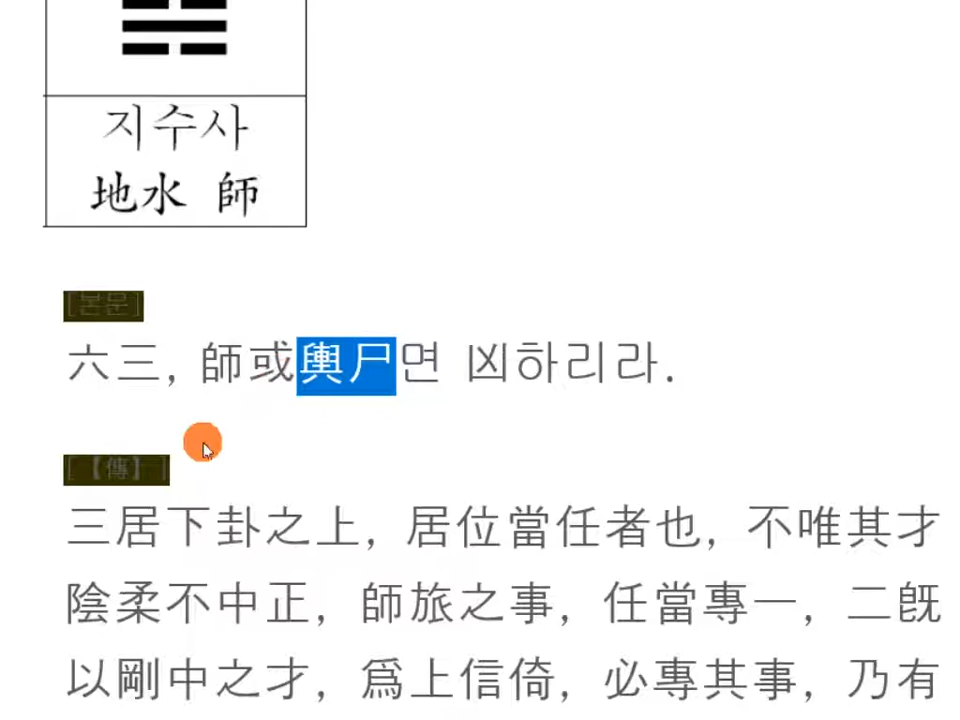 지수사
地水 師
[본문]
六三, 師或輿尸면 凶하리라.
[【傳】]
三居下卦之上, 居位當任者也, 不唯其才
陰柔不中正, 師旅之事, 任當專一, 二旣
以剛中之才, 爲上信倚, 必專其事, 乃有